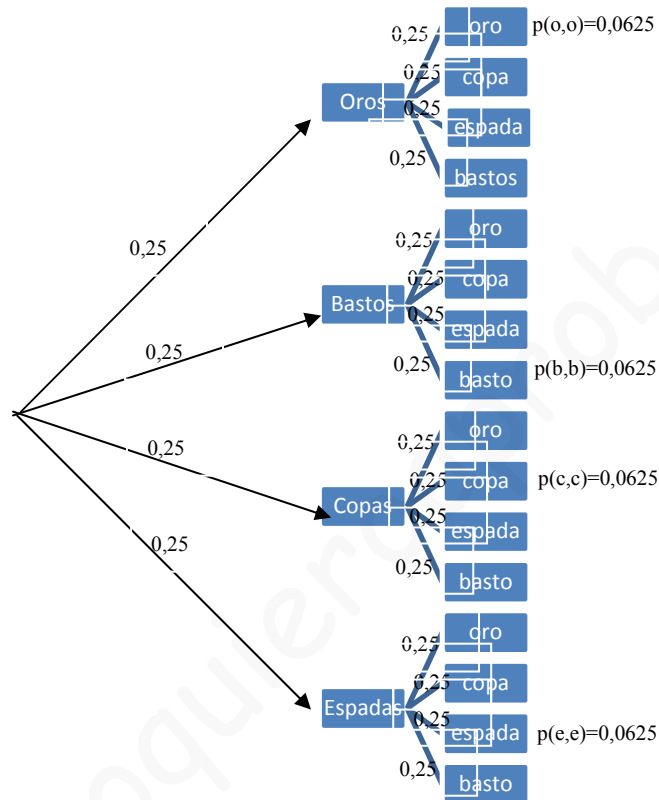 oro p(o,o)=0,0625
0,25
copa
0,25
Oros
0,25
espada
0,25
bastos
0,25
oro
0,25
copa
0,25
Bastos
0,25
espada
0,25
0,25
basto p(b,b)=0,0625
oro
0,25
0,25
copa p(c,c)=0,0625
0,25
Copas
0,25
espada
0,25
0,25
basto
oro
0,25
copa
0,25
Espadas
0,25
espada p(e,e)=0,0625
0,25
basto